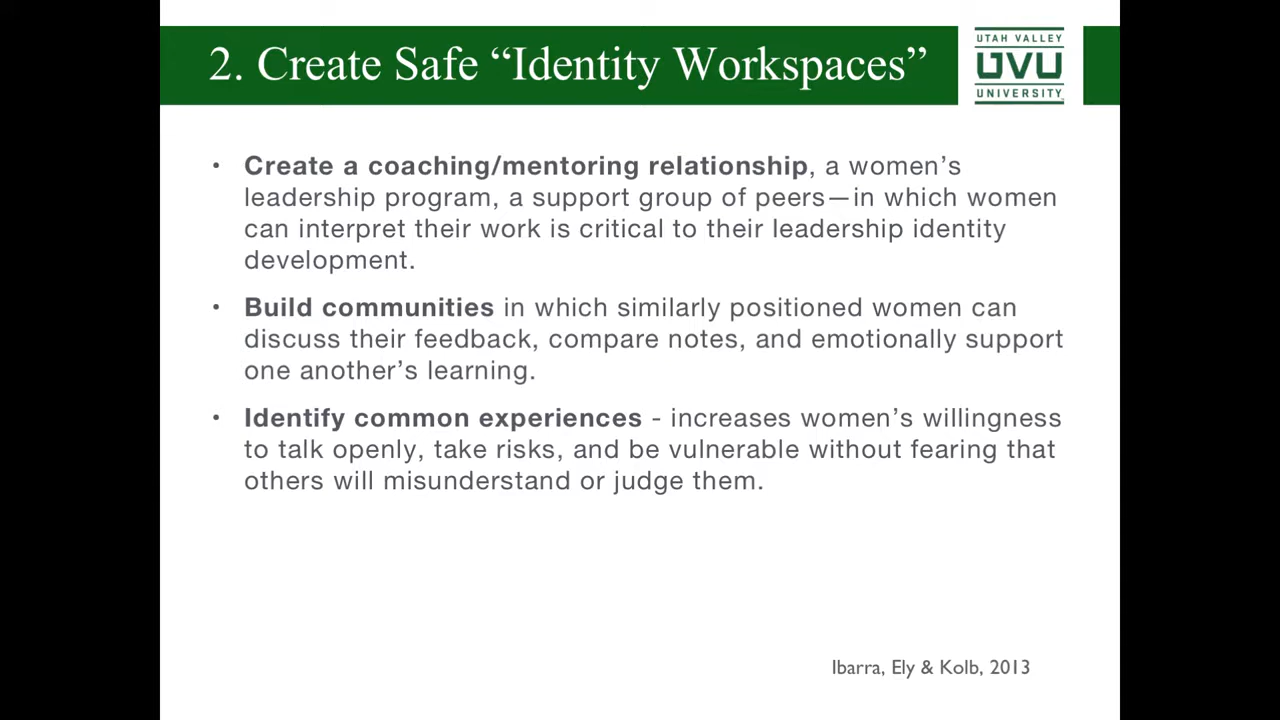 2. Create Safe “Identity Workspaces”
UTAH VALLEY
UVU
UNIVERSITY
• Create a coaching/mentoring relationship, a women’s
leadership program, a support group of peers—in which women
can interpret their work is critical to their leadership identity
development.
• Build communities in which similarly positioned women can
discuss their feedback, compare notes, and emotionally support
one another’s learning.
• Identify common experiences - increases women’s willingness
to talk openly, take risks, and be vulnerable without fearing that
others will misunderstand or judge them.
Ibarra, Ely & Kolb, 2013